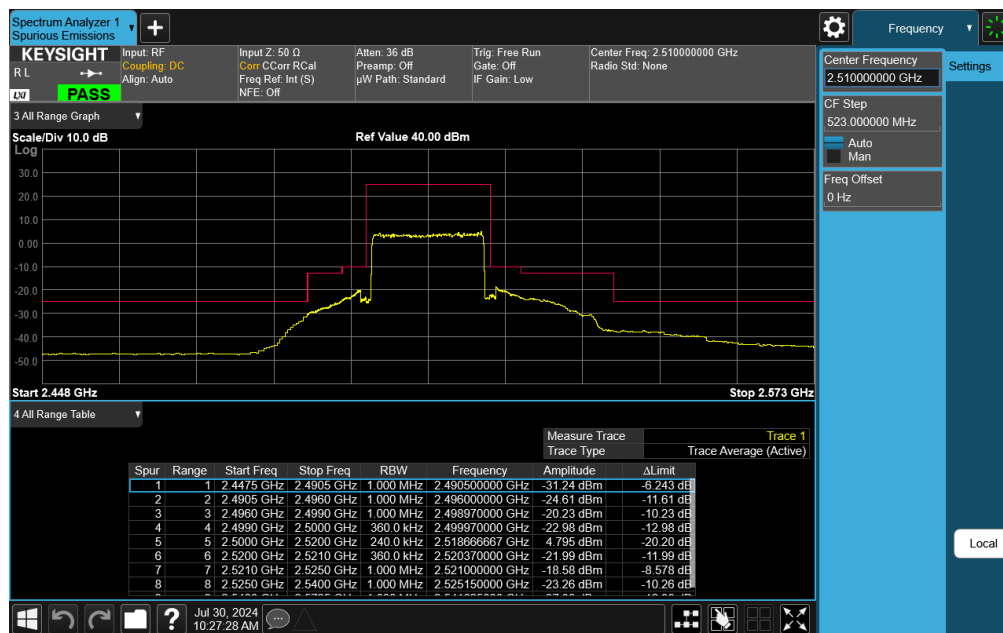 Spectrum Analyzer 1
Spurious Emissions
Frequency
KEYSIGHT
R L
LXI
PASS
Input: RF
Coupling: DC
Align: Auto
Input Z: 50 Ω
Corr CCorr RCal
Freq Ref: Int (S)
NFE: Off
Atten: 36 dB
Preamp: Off
µW Path: Standard
Trig: Free Run
Gate: Off
IF Gain: Low
Center Freq: 2.510000000 GHz
Radio Std: None
Center Frequency
2.510000000 GHz
Settings
CF Step
523.000000 MHz
Auto
Man
Freq Offset
0 Hz
3 All Range Graph
Scale/Div 10.0 dB
Ref Value 40.00 dBm
Log
30.0
20.0
10.0
0.00
-10.0
-20.0
-30.0
-40.0
-50.0
Start 2.448 GHz
Stop 2.573 GHz
4 All Range Table
Measure Trace Trace 1
Trace Type Trace Average (Active)
Spur Range Start Freq Stop Freq RBW Frequency Amplitude ΔLimit
1 1 2.4475 GHz 2.4905 GHz 1.000 MHz 2.490500000 GHz -31.24 dBm -6.243 dB
2 2 2.4905 GHz 2.4960 GHz 1.000 MHz 2.496000000 GHz -24.61 dBm -11.61 dB
3 3 2.4960 GHz 2.4990 GHz 1.000 MHz 2.498970000 GHz -20.23 dBm -10.23 dB
4 4 2.4990 GHz 2.5000 GHz 360.0 kHz 2.499970000 GHz -22.98 dBm -12.98 dB
5 5 2.5000 GHz 2.5200 GHz 240.0 kHz 2.518666667 GHz 4.795 dBm -20.20 dB
6 6 2.5200 GHz 2.5210 GHz 360.0 kHz 2.520370000 GHz -21.99 dBm -11.99 dB
7 7 2.5210 GHz 2.5250 GHz 1.000 MHz 2.521000000 GHz -18.58 dBm -8.578 dB
8 8 2.5250 GHz 2.5400 GHz 1.000 MHz 2.525150000 GHz -23.26 dBm -10.26 dB
Local
Jul 30, 2024
10:27:28 AM